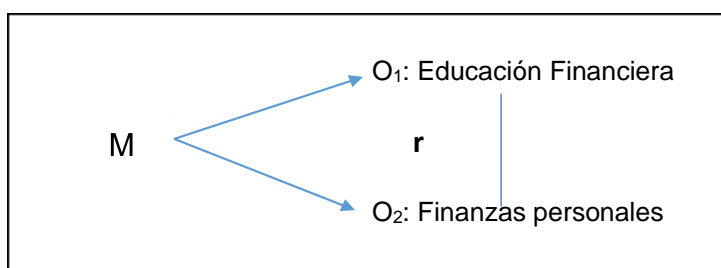 O₁: Educación Financiera
M
r
O₂: Finanzas personales